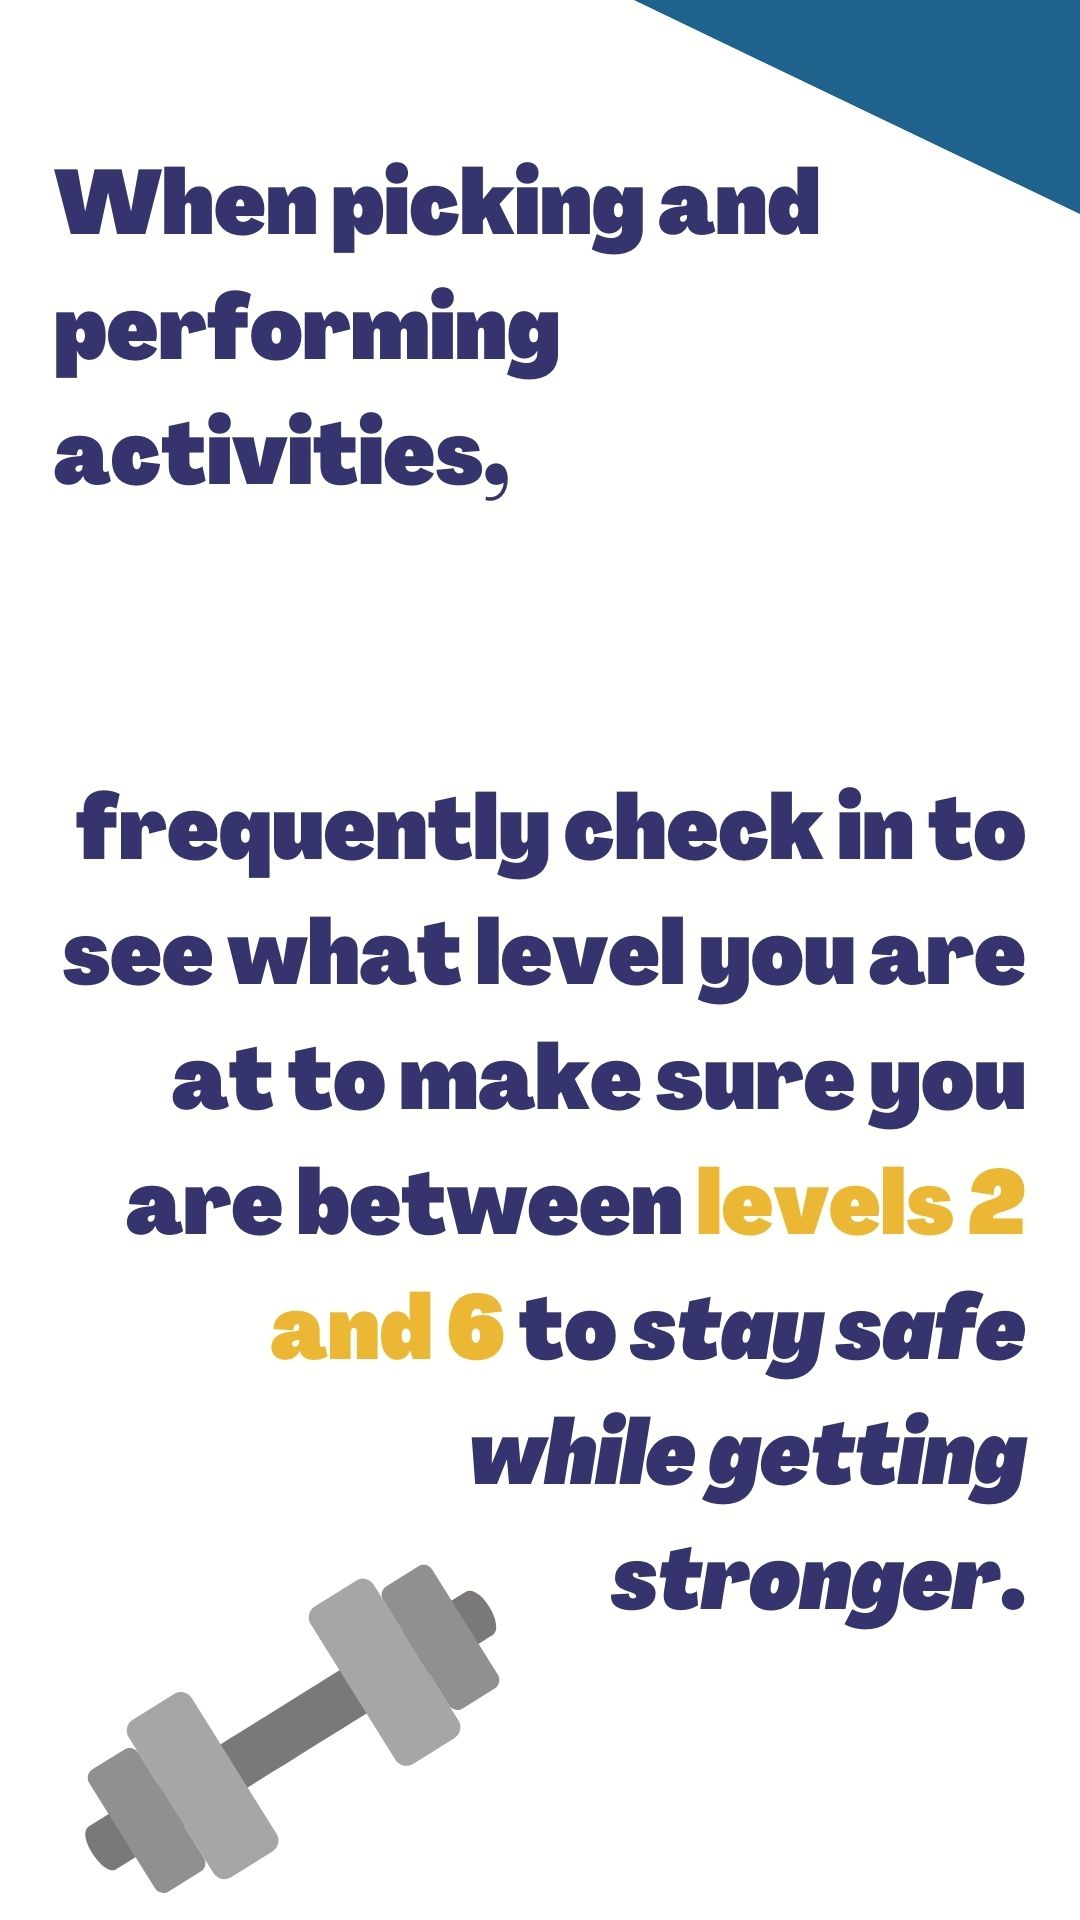 When picking and
performing
activities,
frequently check in to
see what level you are
at to make sure you
are between levels 2
and 6 to stay safe
while getting
stronger.